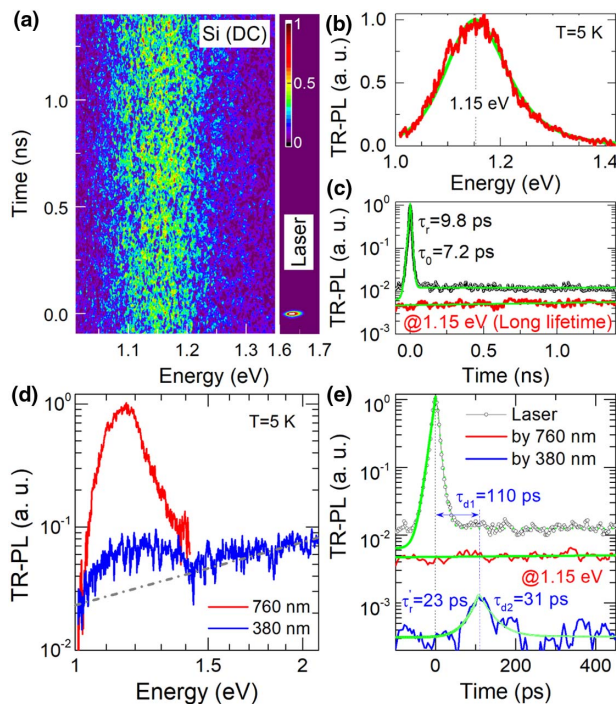 (a)
Si (DC)
1
0.5
0
Time (ns)
1.0
0.5
0.0
Laser
1.1 1.2 1.6 1.7
Energy (eV)
(b)
TR-PL (a. u.)
1.0
0.5
0.0
T=5 K
1.15 eV
1.0 1.2 1.4
Energy (eV)
(c)
TR-PL (a. u.)
10⁰
10⁻¹
10⁻²
10⁻³
τr=9.8 ps
τ0=7.2 ps
@1.15 eV (Long lifetime)
0.0 0.5 1.0
Time (ns)
(d)
TR-PL (a. u.)
10⁰
10⁻¹
10⁻²
T=5 K
760 nm
380 nm
1 1.5 2
Energy (eV)
(e)
TR-PL (a. u.)
10⁰
10⁻¹
10⁻²
10⁻³
Laser
by 760 nm
by 380 nm
τd1=110 ps
@1.15 eV
τ'r=23 ps τd2=31 ps
0 200 400
Time (ps)